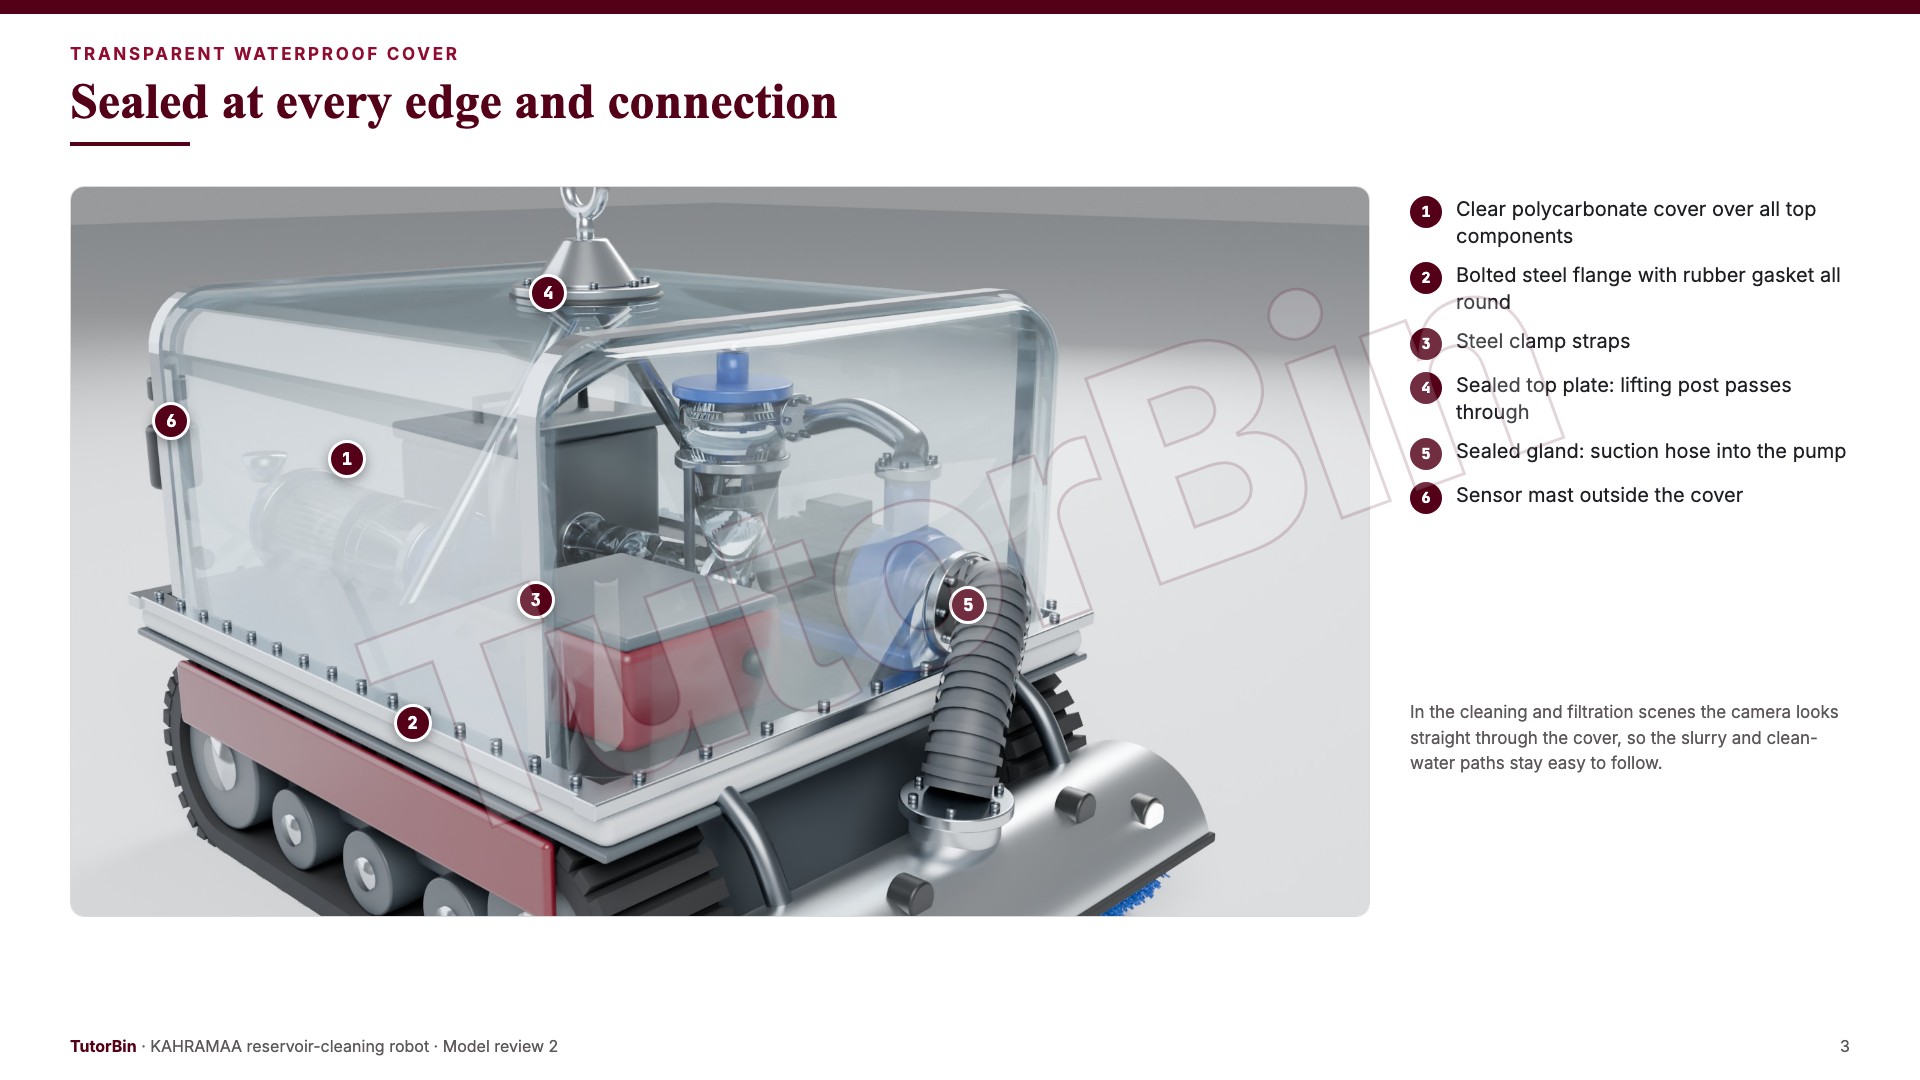 TRANSPARENT WATERPROOF COVER
Sealed at every edge and connection
4
6
1
3
5
2
1 Clear polycarbonate cover over all top
components
2 Bolted steel flange with rubber gasket all
round
3 Steel clamp straps
4 Sealed top plate: lifting post passes
through
5 Sealed gland: suction hose into the pump
6 Sensor mast outside the cover
TutorBin
In the cleaning and filtration scenes the camera looks
straight through the cover, so the slurry and clean-
water paths stay easy to follow.
TutorBin · KAHRAMAA reservoir-cleaning robot · Model review 2
3